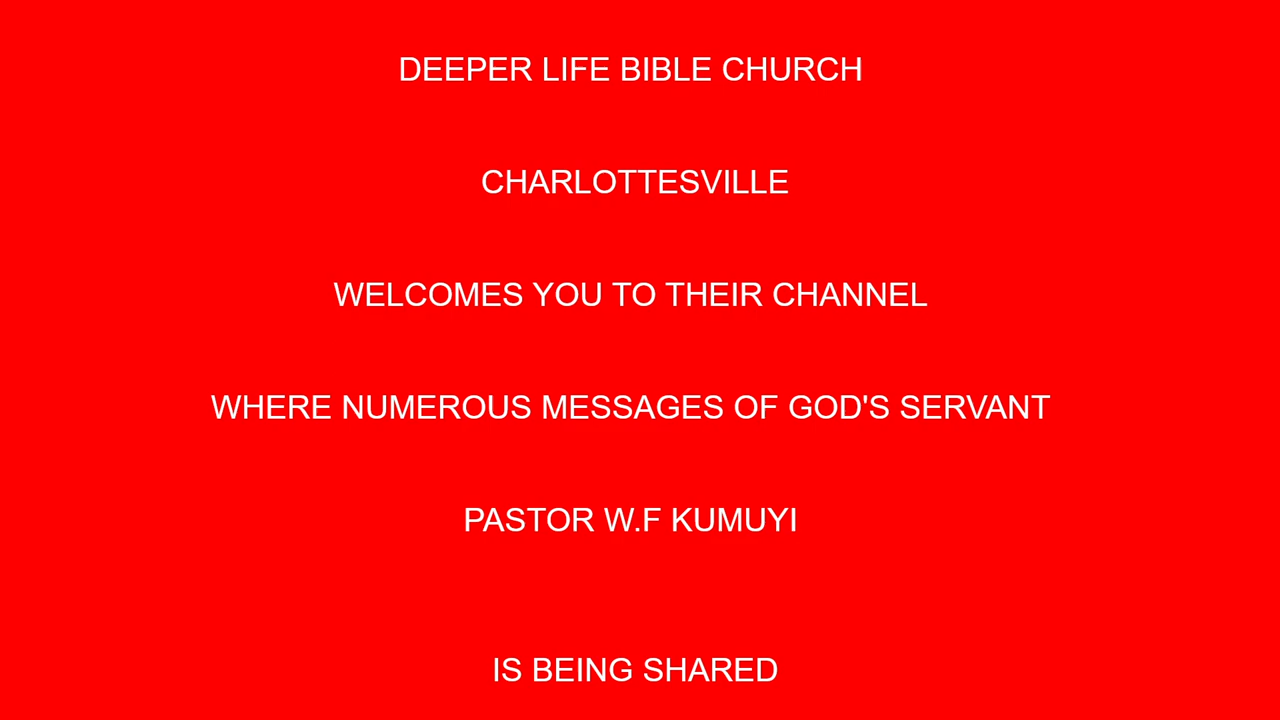 DEEPER LIFE BIBLE CHURCH
CHARLOTTESVILLE
WELCOMES YOU TO THEIR CHANNEL
WHERE NUMEROUS MESSAGES OF GOD'S SERVANT
PASTOR W.F KUMUYI
IS BEING SHARED